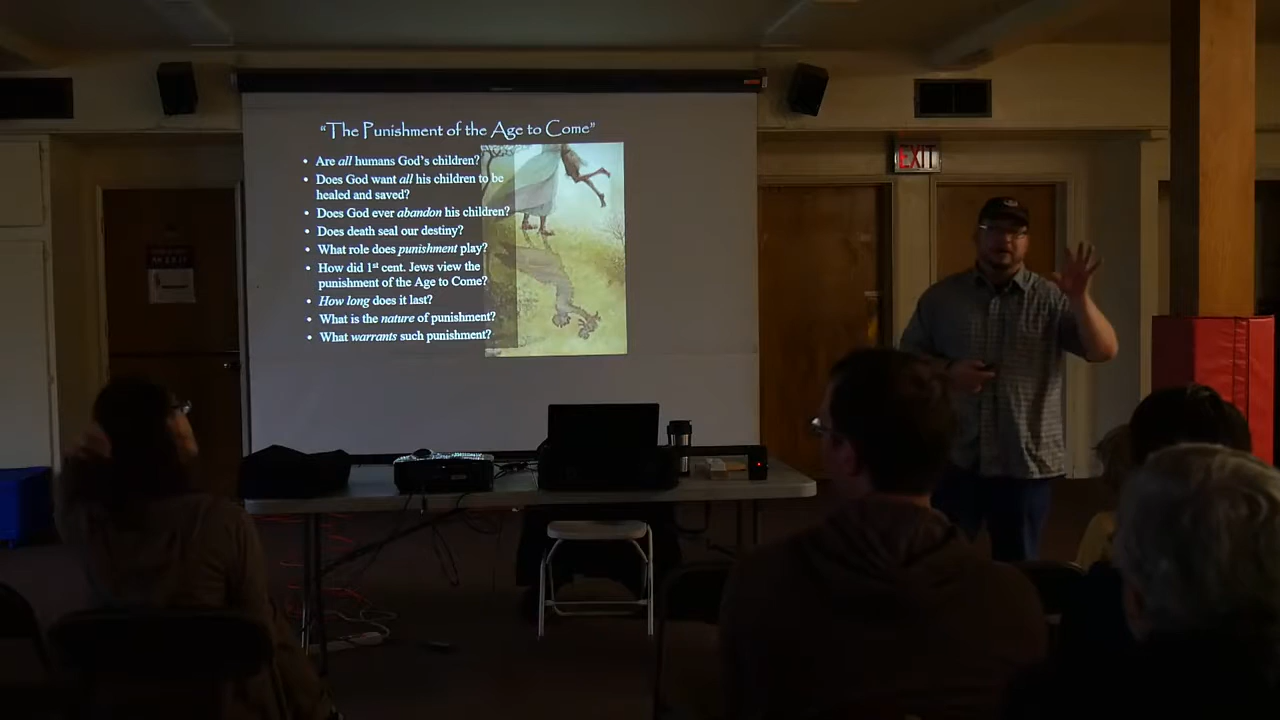 "The Punishment of the Age to Come"
• Are all humans God's children?
• Does God want all his children to be
healed and saved?
• Does God ever abandon his children?
• Does death seal our destiny?
• What role does punishment play?
• How did 1st cent. Jews view the
punishment of the Age to Come?
• How long does it last?
• What is the nature of punishment?
• What warrants such punishment?
EXIT